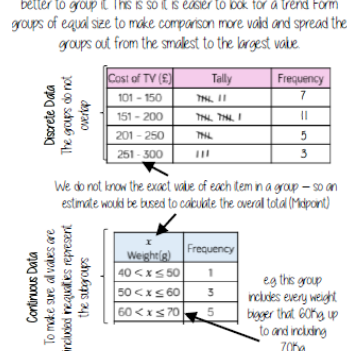 better to group it. This is so it is easier to look for a trend. Form
groups of equal size to make comparison more valid and spread the
groups out from the smallest to the largest value.
Discrete Data
The groups do not
overlap
Cost of TV (£) Tally Frequency
101 - 150 7
151 - 200 11
201 - 250 5
251 - 300 3
We do not know the exact value of each item in a group – so an
estimate would be bused to calculate the overall total (Midpoint)
Continuous Data
To make sure all values are
included inequalities represent
the subgroups
x
Weight(g) Frequency
40 < x ≤ 50 1
50 < x ≤ 60 3
60 < x ≤ 70 5
e.g this group
includes every weight
bigger that 60Kg, up
to and including
70Kg